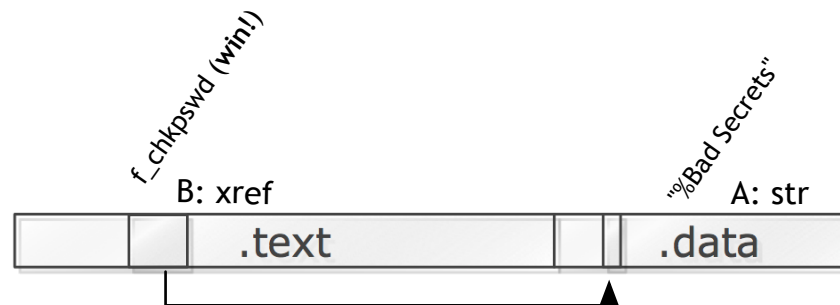 f_chkpswd (win!)
"%Bad Secrets"
B: xref
A: str
.text
.data